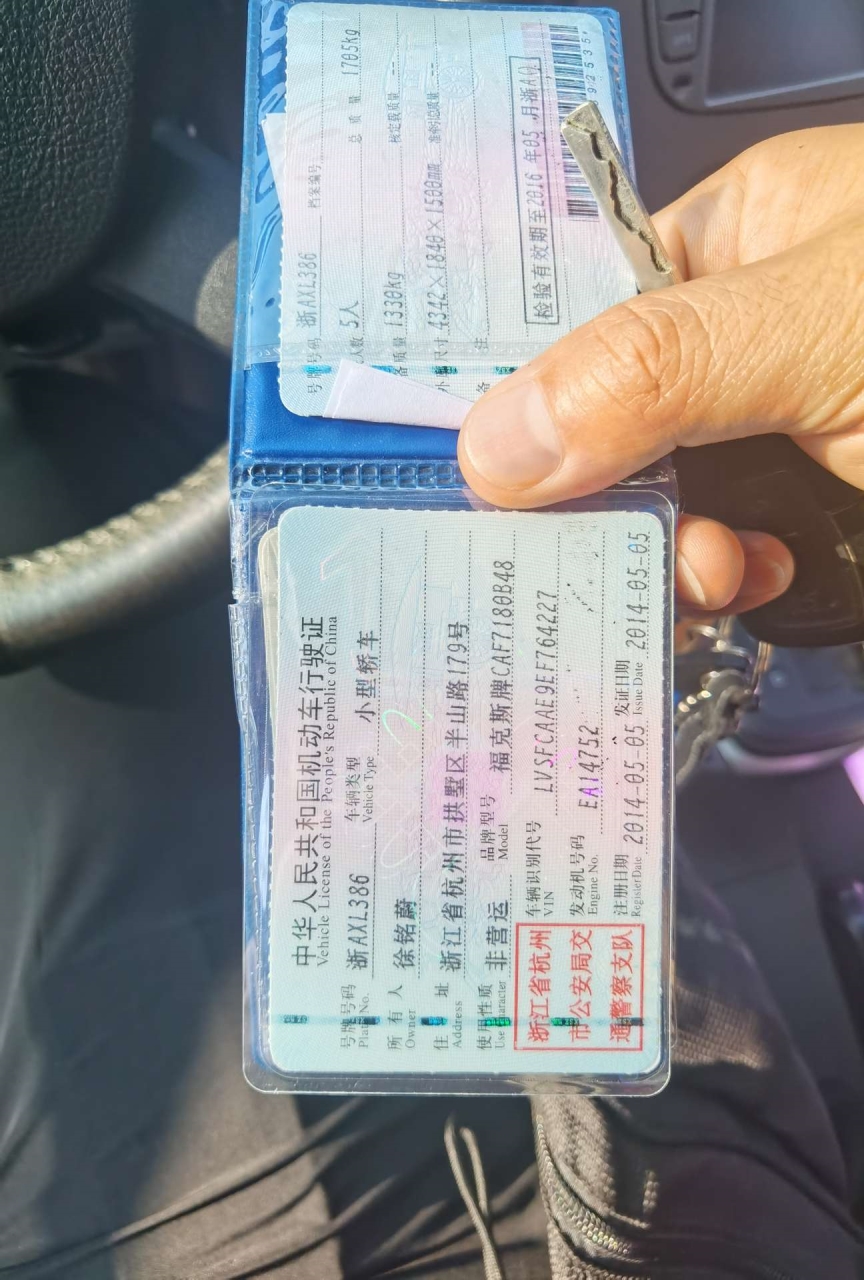 中华人民共和国机动车行驶证
Vehicle License of the People's Republic of China
号牌号码 浙AXL386 车辆类型 小型轿车
Plate No. Vehicle Type
所有人 徐铭蔚
Owner
住址 浙江省杭州市拱墅区半山路179号
Address
使用性质 非营运 品牌型号 福克斯牌CAF7180B48
Use Character Model
浙江省杭州
市公安局交
通警察支队
车辆识别代号 LVSFCAAE9EF764227
VIN
发动机号码 EA14752
Engine No.
注册日期 2014-05-05 发证日期 2014-05-05
Register Date Issue Date
号牌号码 浙AXL386 档案编号
人数 5人 总质量 1705kg
质量 1330kg 核定载质量 --
尺寸 4342×1840×1500mm 准牵引总质量 --
备注
检验有效期至2016年05月浙A